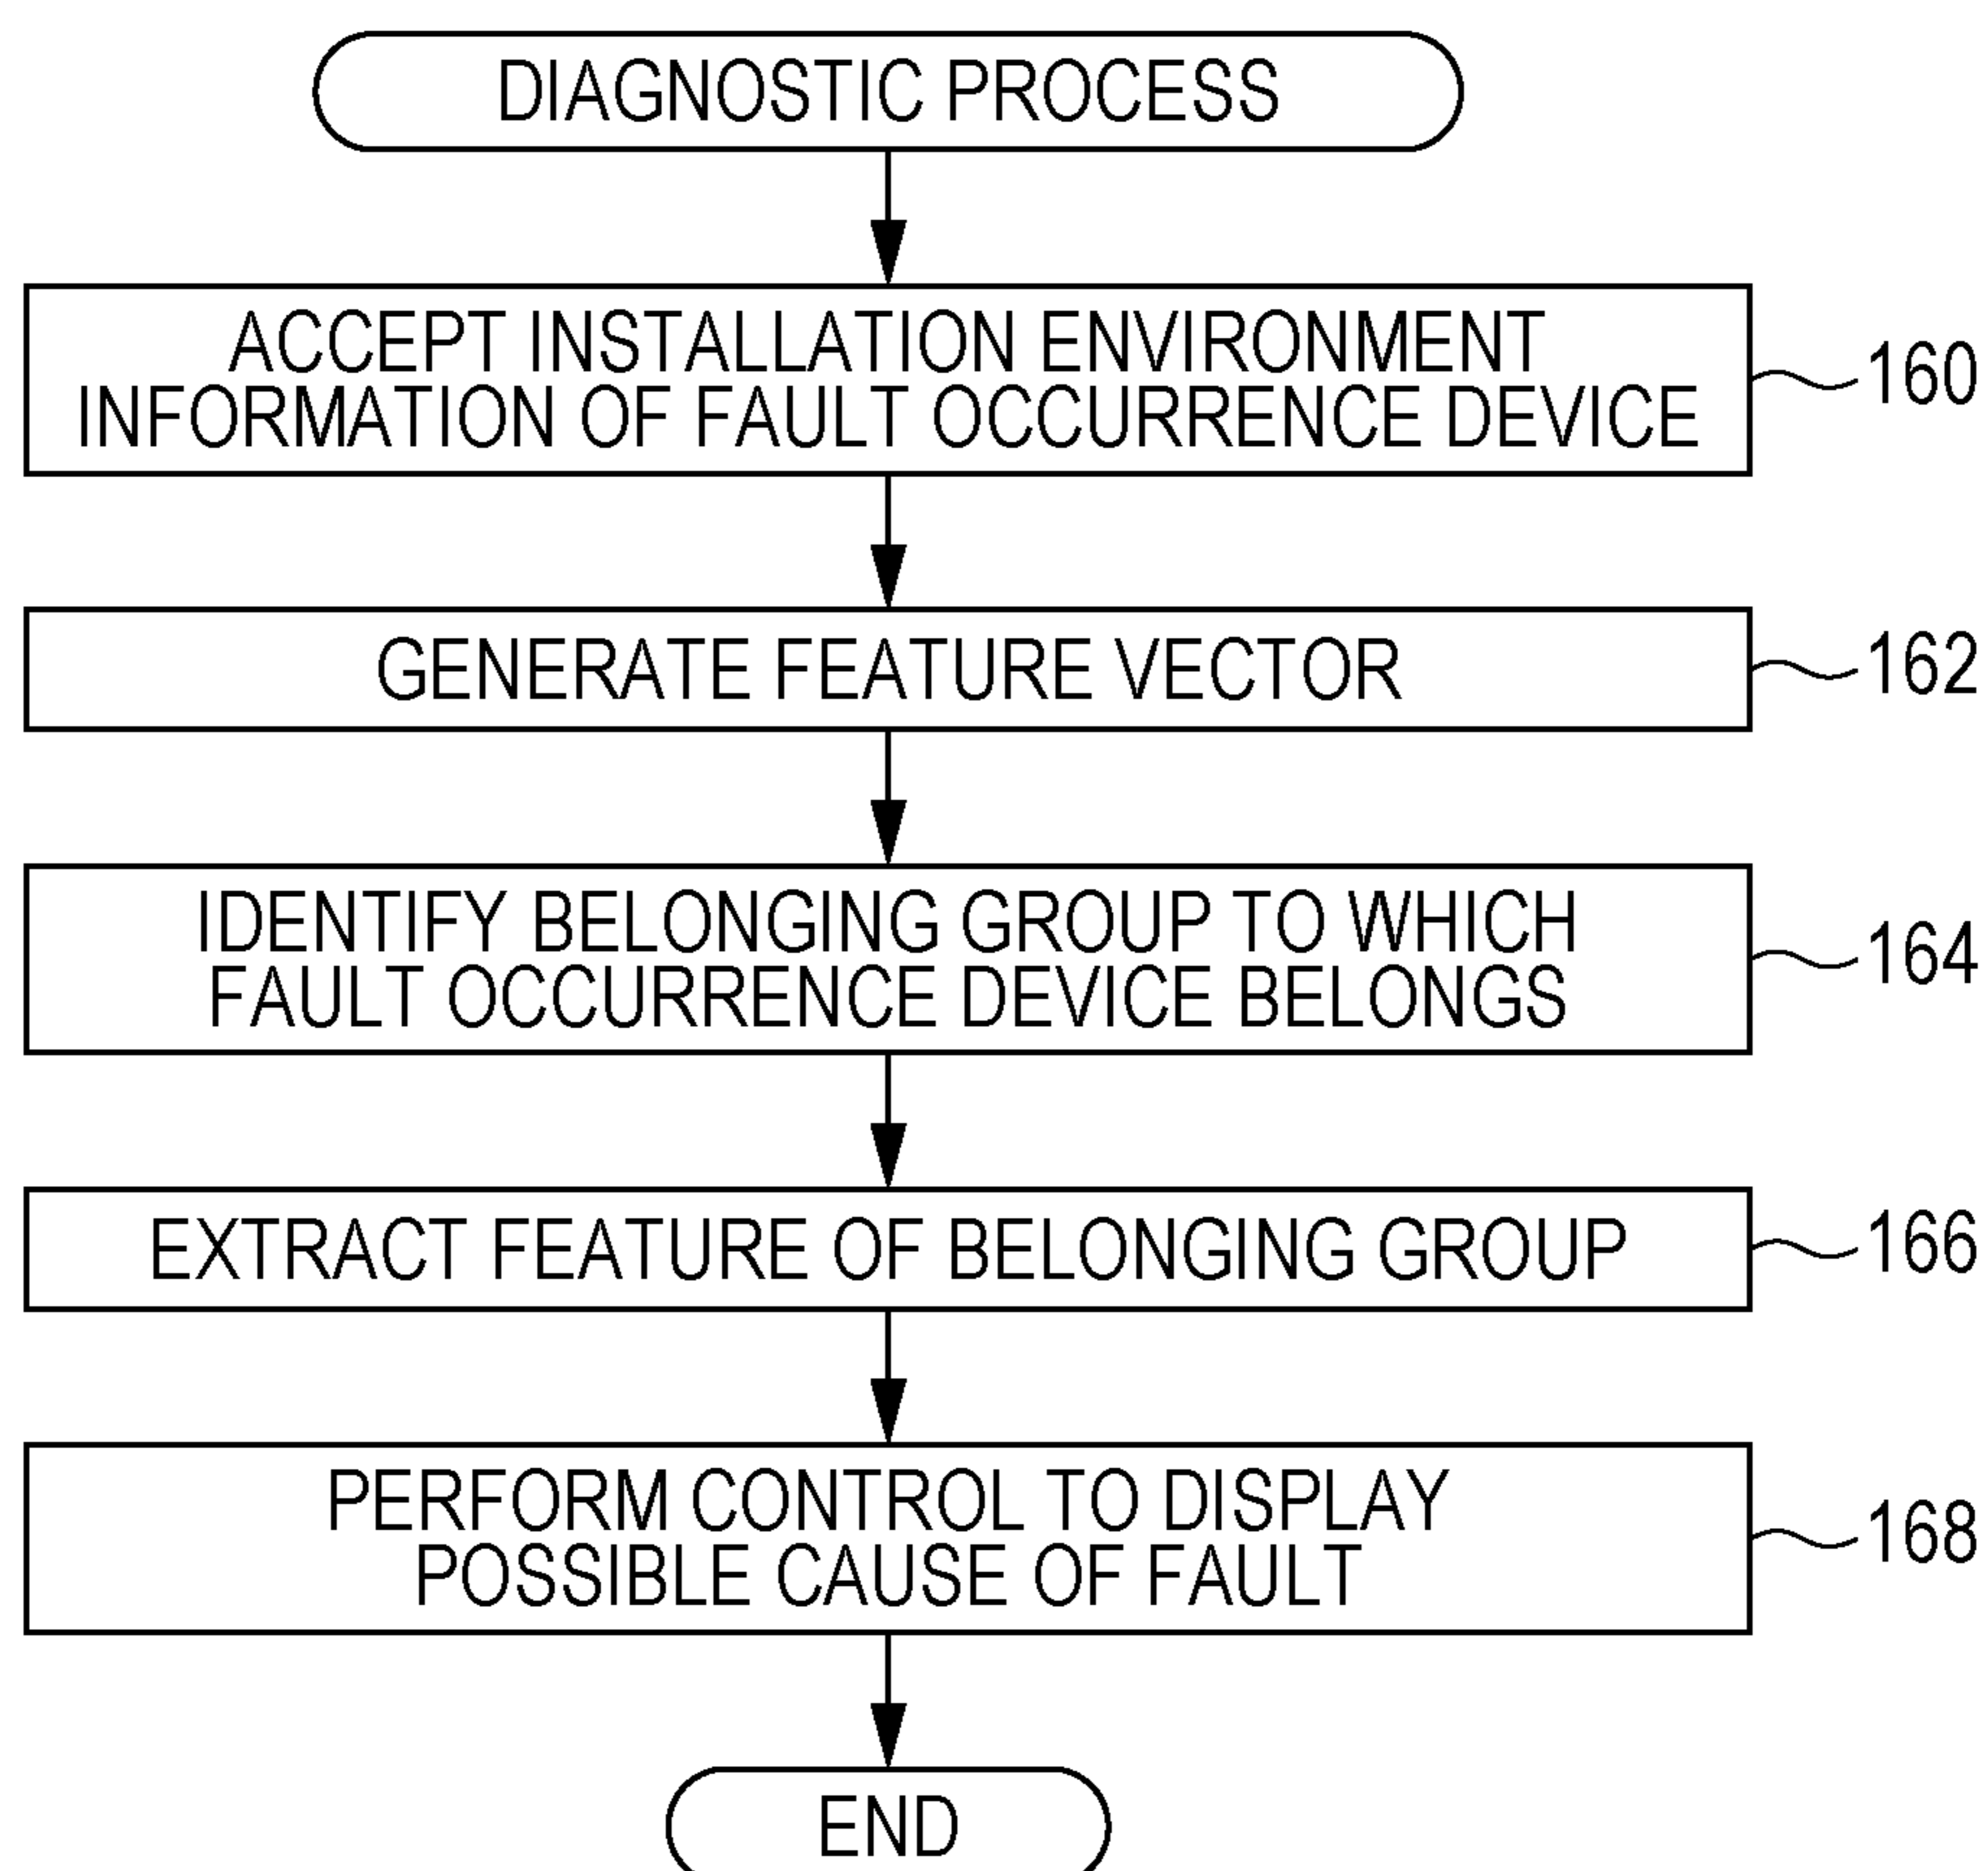 DIAGNOSTIC PROCESS
ACCEPT INSTALLATION ENVIRONMENT
INFORMATION OF FAULT OCCURRENCE DEVICE
160
GENERATE FEATURE VECTOR
162
IDENTIFY BELONGING GROUP TO WHICH
FAULT OCCURRENCE DEVICE BELONGS
164
EXTRACT FEATURE OF BELONGING GROUP
166
PERFORM CONTROL TO DISPLAY
POSSIBLE CAUSE OF FAULT
168
END